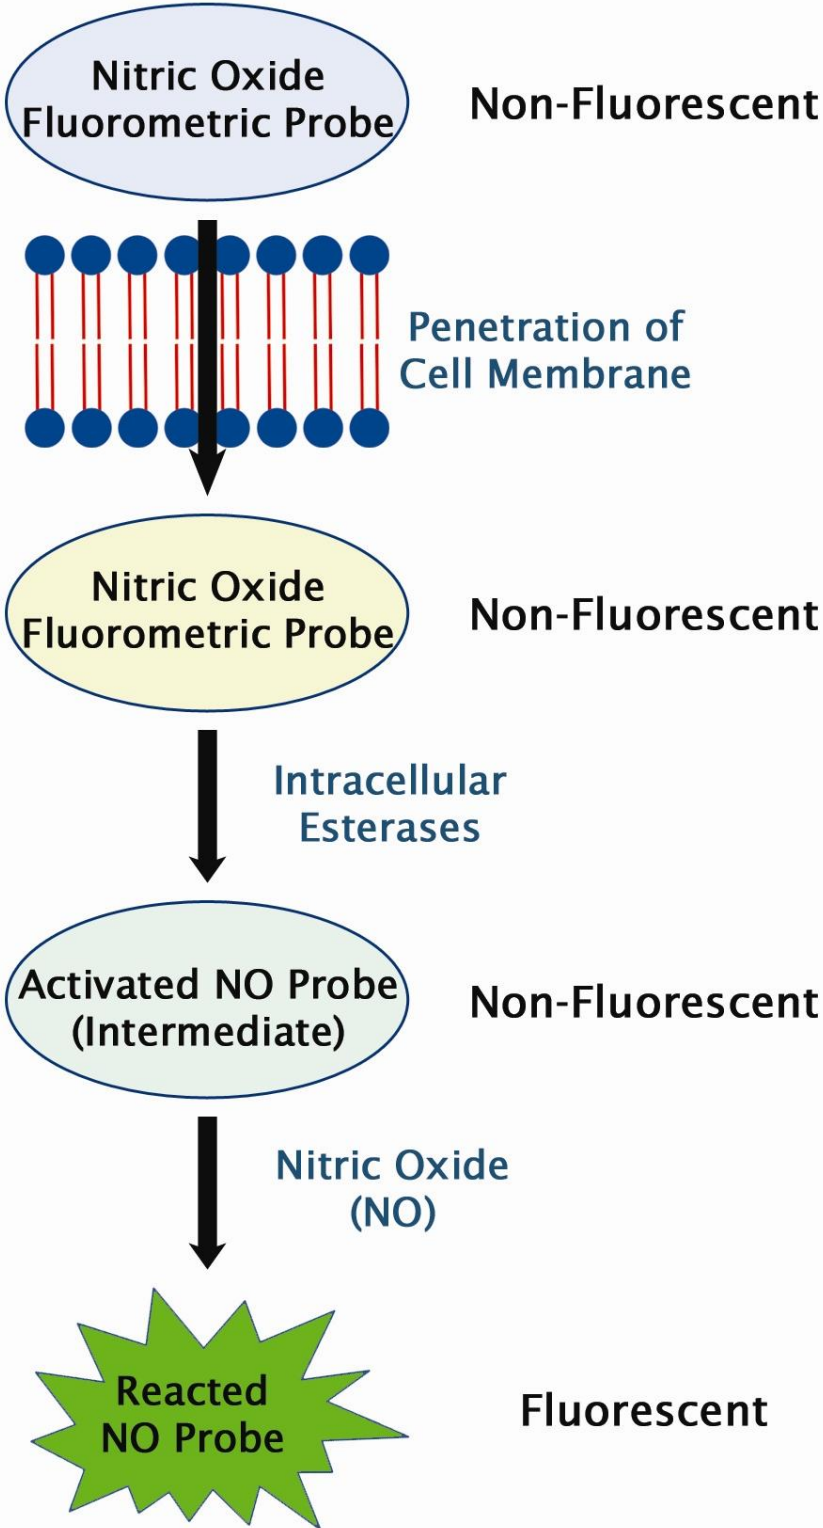 Nitric Oxide
Fluorometric Probe
Non-Fluorescent
Penetration of
Cell Membrane
Nitric Oxide
Fluorometric Probe
Non-Fluorescent
Intracellular
Esterases
Activated NO Probe
(Intermediate)
Non-Fluorescent
Nitric Oxide
(NO)
Reacted
NO Probe
Fluorescent